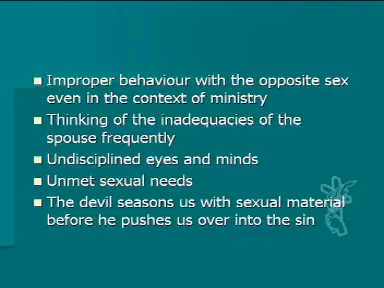 Improper behaviour with the opposite sex
even in the context of ministry
Thinking of the inadequacies of the
spouse frequently
Undisciplined eyes and minds
Unmet sexual needs
The devil seasons us with sexual material
before he pushes us over into the sin